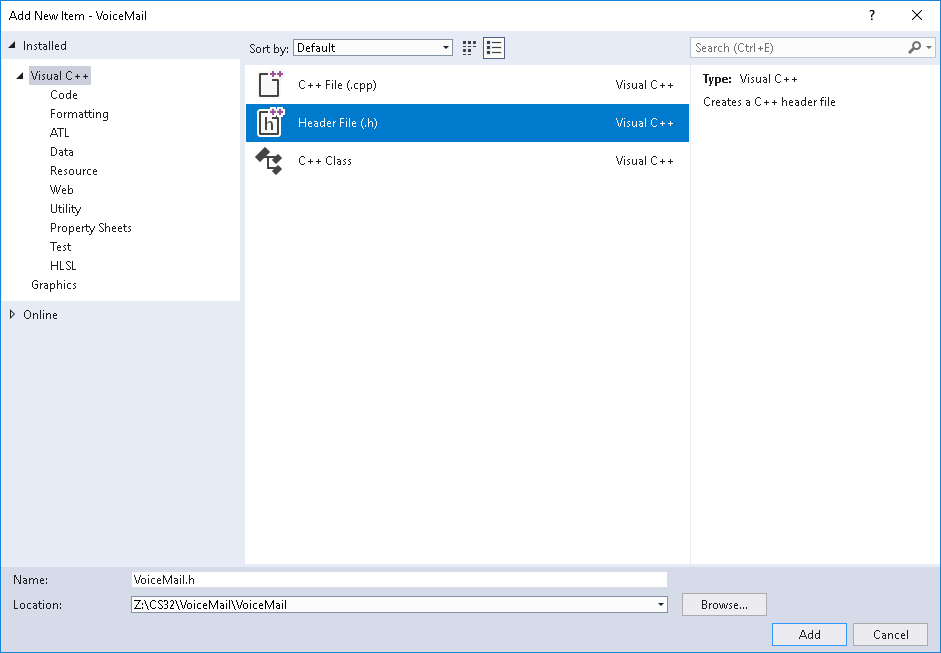 Add New Item - VoiceMail
?
Installed
Sort by: Default
Search (Ctrl+E)
Visual C++
Code
Formatting
ATL
Data
Resource
Web
Utility
Property Sheets
Test
HLSL
Graphics
Online
C++ File (.cpp) Visual C++
Header File (.h) Visual C++
C++ Class Visual C++
Type: Visual C++
Creates a C++ header file
Name: VoiceMail.h
Location: Z:\CS32\VoiceMail\VoiceMail
Browse...
Add Cancel